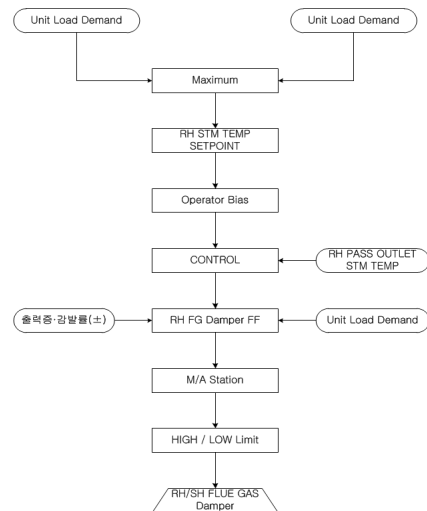 Unit Load Demand
Unit Load Demand
Maximum
RH STM TEMP
SETPOINT
Operator Bias
CONTROL
RH PASS OUTLET
STM TEMP
출력증·감발률(±)
RH FG Damper FF
Unit Load Demand
M/A Station
HIGH / LOW Limit
RH/SH FLUE GAS
Damper